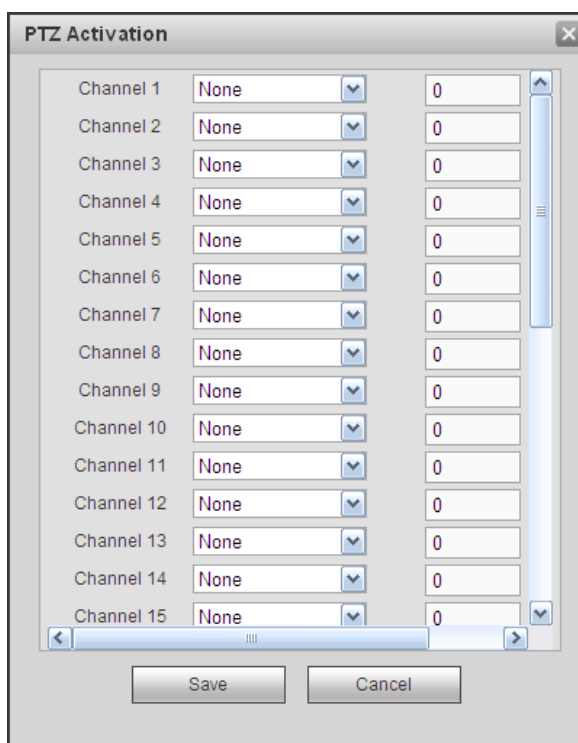 PTZ Activation
Channel 1 None 0
Channel 2 None 0
Channel 3 None 0
Channel 4 None 0
Channel 5 None 0
Channel 6 None 0
Channel 7 None 0
Channel 8 None 0
Channel 9 None 0
Channel 10 None 0
Channel 11 None 0
Channel 12 None 0
Channel 13 None 0
Channel 14 None 0
Channel 15 None 0
Save Cancel